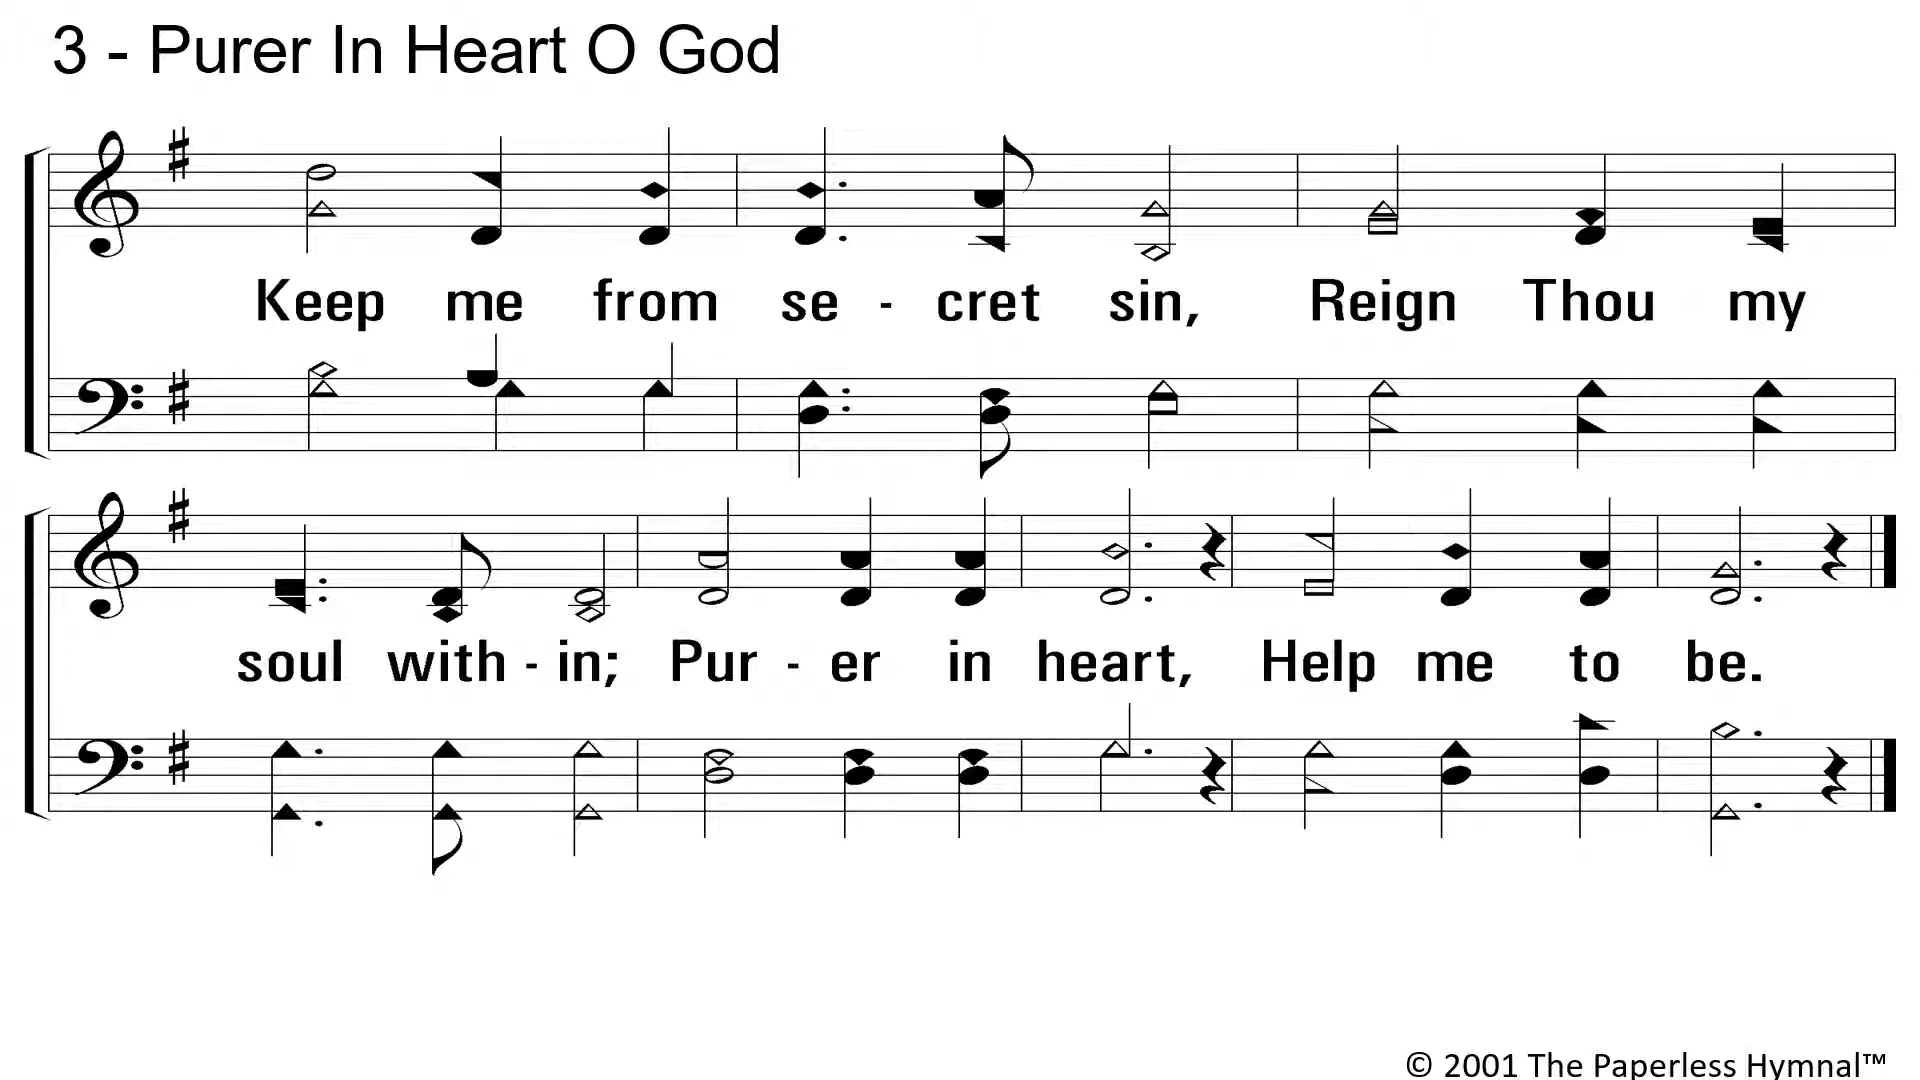 3 - Purer In Heart O God
Keep me from se - cret sin, Reign Thou my
soul with - in; Pur - er in heart, Help me to be.
© 2001 The Paperless Hymnal™